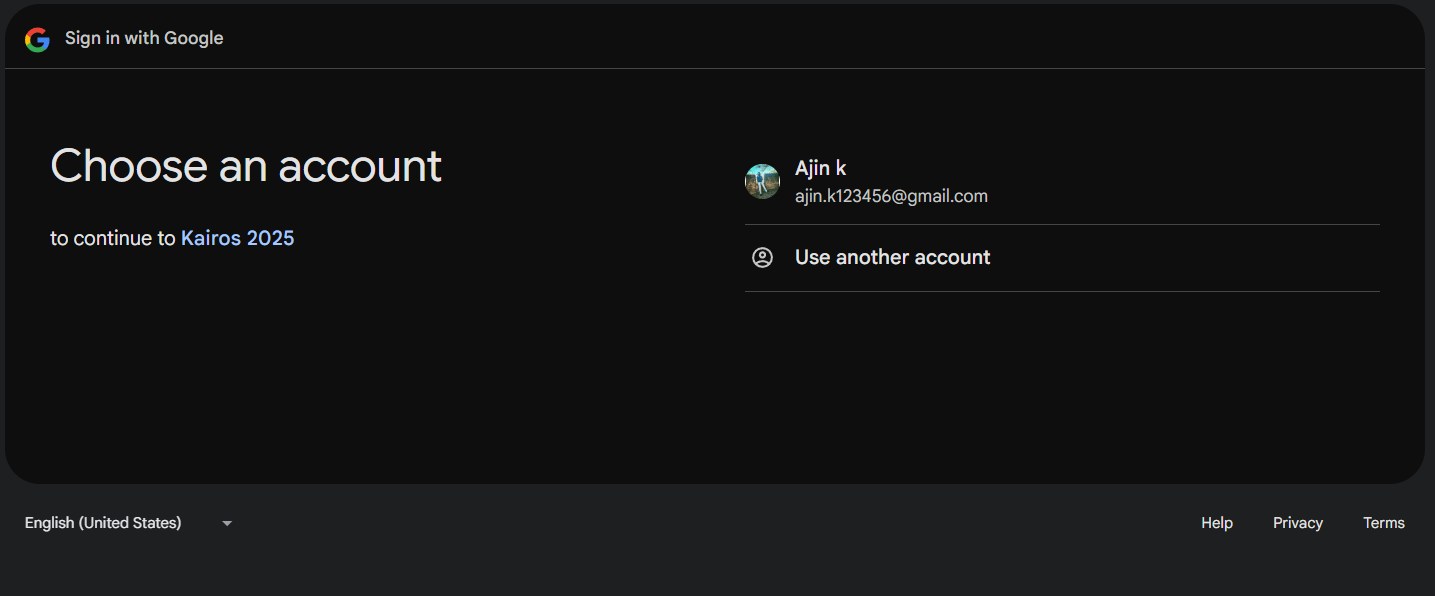 Sign in with Google
Choose an account
to continue to Kairos 2025
Ajin k
ajin.k123456@gmail.com
Use another account
English (United States)
Help
Privacy
Terms